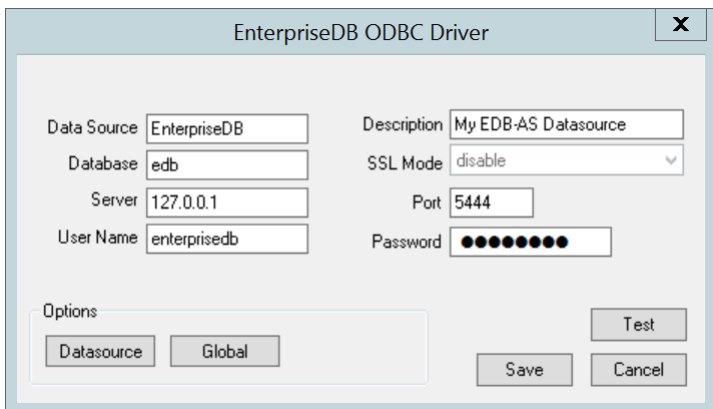 EnterpriseDB ODBC Driver
X
Data Source EnterpriseDB
Description My EDB-AS Datasource
Database edb
SSL Mode disable
Server 127.0.0.1
Port 5444
User Name enterprisedb
Password ●●●●●●●●
Options
Datasource Global
Test
Save Cancel